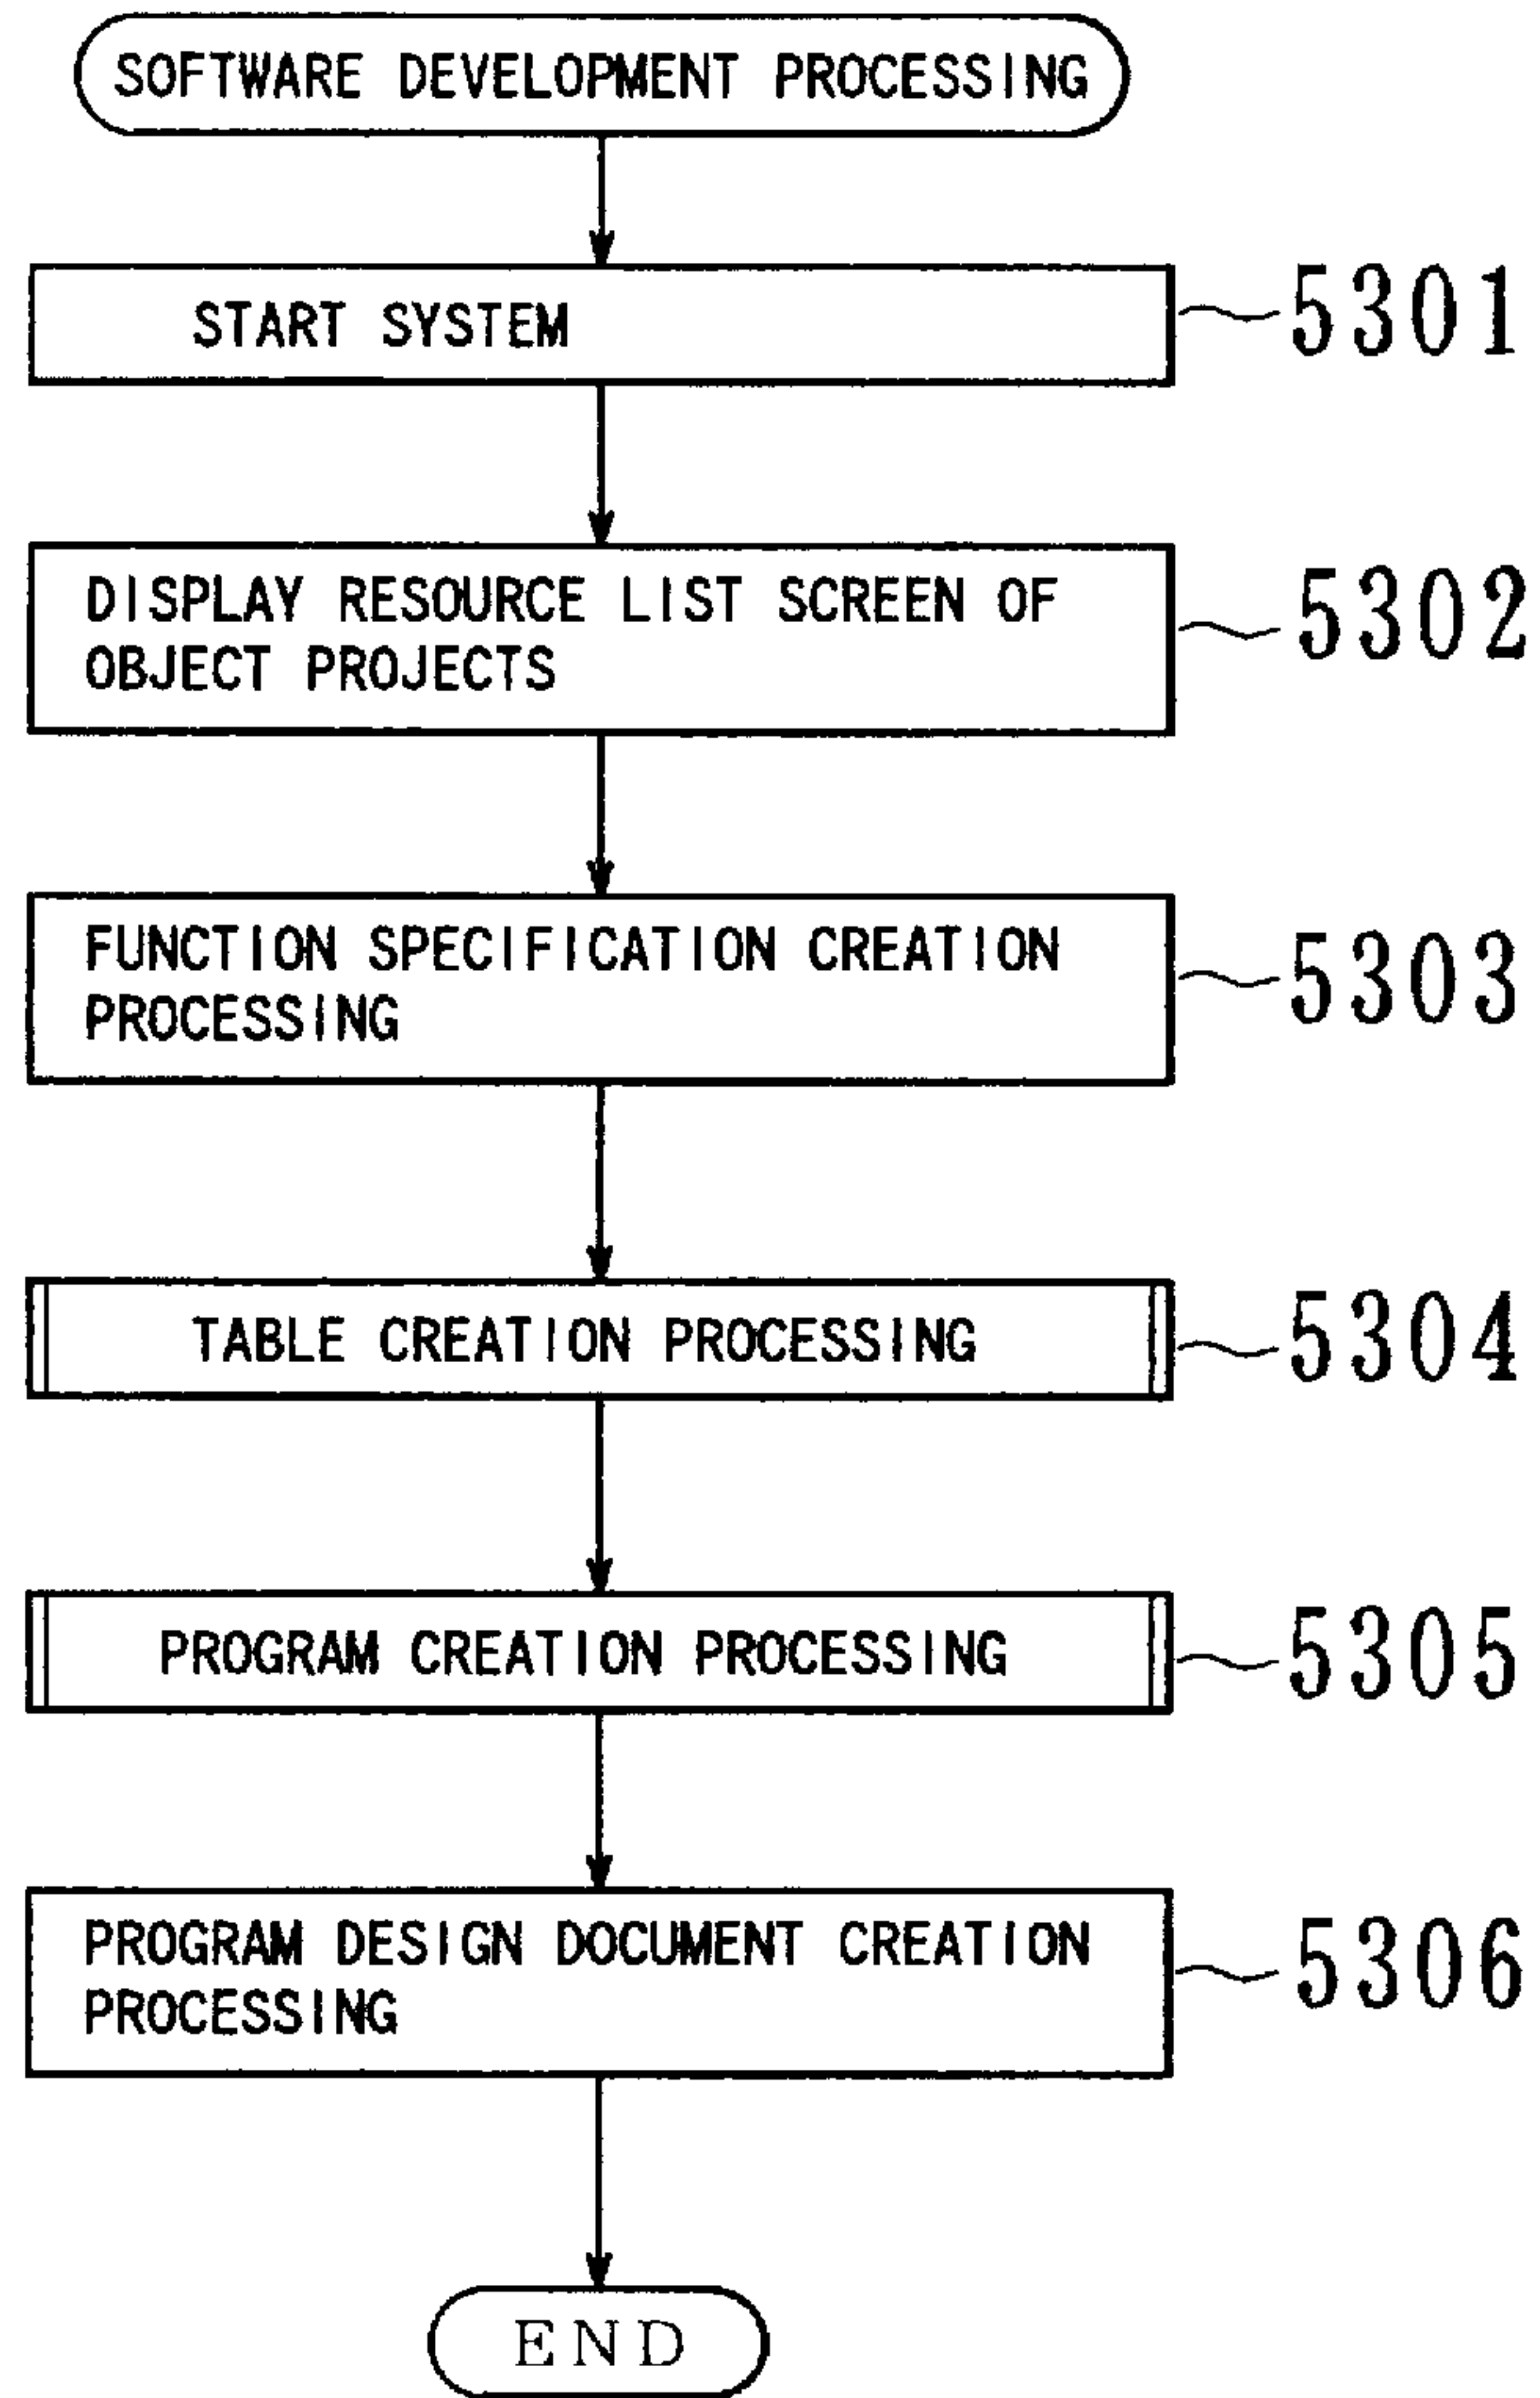 SOFTWARE DEVELOPMENT PROCESSING
START SYSTEM
5301
DISPLAY RESOURCE LIST SCREEN OF
OBJECT PROJECTS
5302
FUNCTION SPECIFICATION CREATION
PROCESSING
5303
TABLE CREATION PROCESSING
5304
PROGRAM CREATION PROCESSING
5305
PROGRAM DESIGN DOCUMENT CREATION
PROCESSING
5306
END